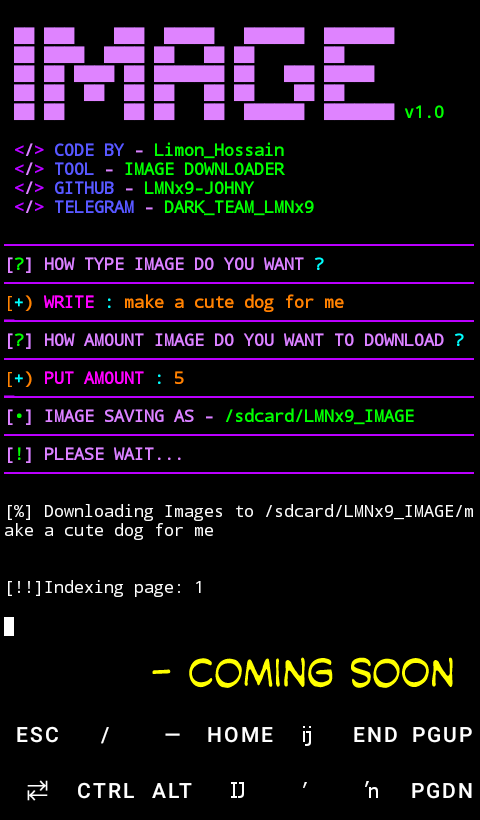 IMAGE v1.0
</> CODE BY - Limon_Hossain
</> TOOL - IMAGE DOWNLOADER
</> GITHUB - LMNx9-JOHNY
</> TELEGRAM - DARK_TEAM_LMNx9
[?] HOW TYPE IMAGE DO YOU WANT ?
[+) WRITE : make a cute dog for me
[?] HOW AMOUNT IMAGE DO YOU WANT TO DOWNLOAD ?
[+) PUT AMOUNT : 5
[•] IMAGE SAVING AS - /sdcard/LMNx9_IMAGE
[!] PLEASE WAIT...
[%] Downloading Images to /sdcard/LMNx9_IMAGE/m
ake a cute dog for me
[!!]Indexing page: 1
- COMING SOON
ESC / — HOME ĳ END PGUP
⇄ CTRL ALT Ĳ ʼ ŉ PGDN